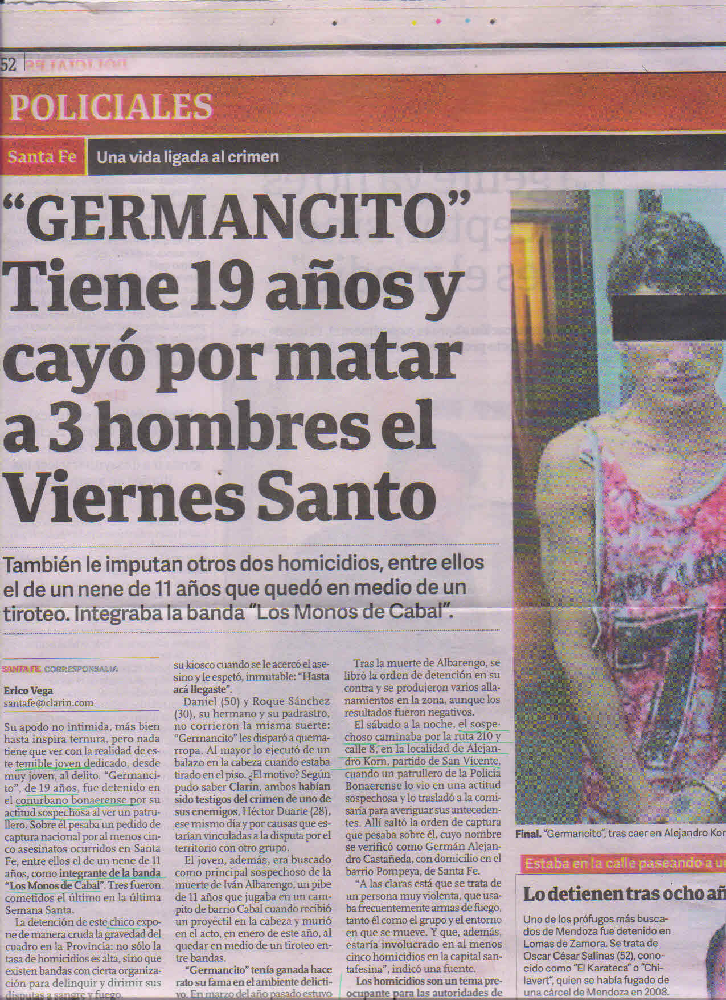 52
POLICIALES
Santa Fe
Una vida ligada al crimen
“GERMANCITO”
Tiene 19 años y
cayó por matar
a 3 hombres el
Viernes Santo
También le imputan otros dos homicidios, entre ellos
el de un nene de 11 años que quedó en medio de un
tiroteo. Integraba la banda “Los Monos de Cabal”.
SANTA FE. CORRESPONSALIA
Erico Vega
santafe@clarin.com
Su apodo no intimida, más bien
hasta inspira ternura, pero nada
tiene que ver con la realidad de es-
te temible joven dedicado, desde
muy joven, al delito. “Germanci-
to”, de 19 años, fue detenido en
el conurbano bonaerense por su
actitud sospechosa al ver un patru-
llero. Sobre él pesaba un pedido de
captura nacional por al menos cin-
co asesinatos ocurridos en Santa
Fe, entre ellos el de un nene de 11
años, como integrante de la banda
“Los Monos de Cabal”. Tres fueron
cometidos el último en la última
Semana Santa.
La detención de este chico expo-
ne de manera cruda la gravedad del
cuadro en la Provincia: no sólo la
tasa de homicidios es alta, sino que
existen bandas con cierta organiza-
ción para delinquir y dirimir sus
disputas a sangre y fuego.
su kiosco cuando se le acercó el ase-
sino y le espetó, inmutable: “Hasta
acá llegaste”.
Daniel (50) y Roque Sánchez
(30), su hermano y su padrastro,
no corrieron la misma suerte:
“Germancito” les disparó a quema-
rropa. Al mayor lo ejecutó de un
balazo en la cabeza cuando estaba
tirado en el piso. ¿El motivo? Según
pudo saber Clarín, ambos habían
sido testigos del crimen de uno de
sus enemigos, Héctor Duarte (28),
ese mismo día y por causas que es-
tarían vinculadas a la disputa por el
territorio con otro grupo.
El joven, además, era buscado
como principal sospechoso de la
muerte de Iván Albarengo, un pibe
de 11 años que jugaba en un cam-
pito de barrio Cabal cuando recibió
un proyectil en la cabeza y murió
en el acto, en enero de este año, al
quedar en medio de un tiroteo en-
tre bandas.
“Germancito” tenía ganada hace
rato su fama en el ambiente delicti-
vo. En marzo del año pasado estuvo
Tras la muerte de Albarengo, se
libró la orden de detención en su
contra y se produjeron varios alla-
namientos en la zona, aunque los
resultados fueron negativos.
El sábado a la noche, el sospe-
choso caminaba por la ruta 210 y
calle 8, en la localidad de Alejan-
dro Korn, partido de San Vicente,
cuando un patrullero de la Policía
Bonaerense lo vio en una actitud
sospechosa y lo trasladó a la comi-
saría para averiguar sus anteceden-
tes. Allí saltó la orden de captura
que pesaba sobre él, cuyo nombre
se verificó como Germán Alejan-
dro Castañeda, con domicilio en el
barrio Pompeya, de Santa Fe.
“A las claras está que se trata de
un persona muy violenta, que usa-
ba frecuentemente armas de fuego,
tanto él como el grupo y el entorno
en que se mueve. Y que, además,
estaría involucrado en al menos
cinco homicidios en la capital san-
tafesina”, indicó una fuente.
Los homicidios son un tema pre-
ocupante para las autoridades de
Final. “Germancito”, tras caer en Alejandro Kor
Estaba en la calle paseando a u
Lo detienen tras ocho añ
Uno de los prófugos más busca-
dos de Mendoza fue detenido en
Lomas de Zamora. Se trata de
Oscar César Salinas (52), cono-
cido como “El Karateca” o “Chi-
lavert”, quien se había fugado de
una cárcel de Mendoza en 2008.